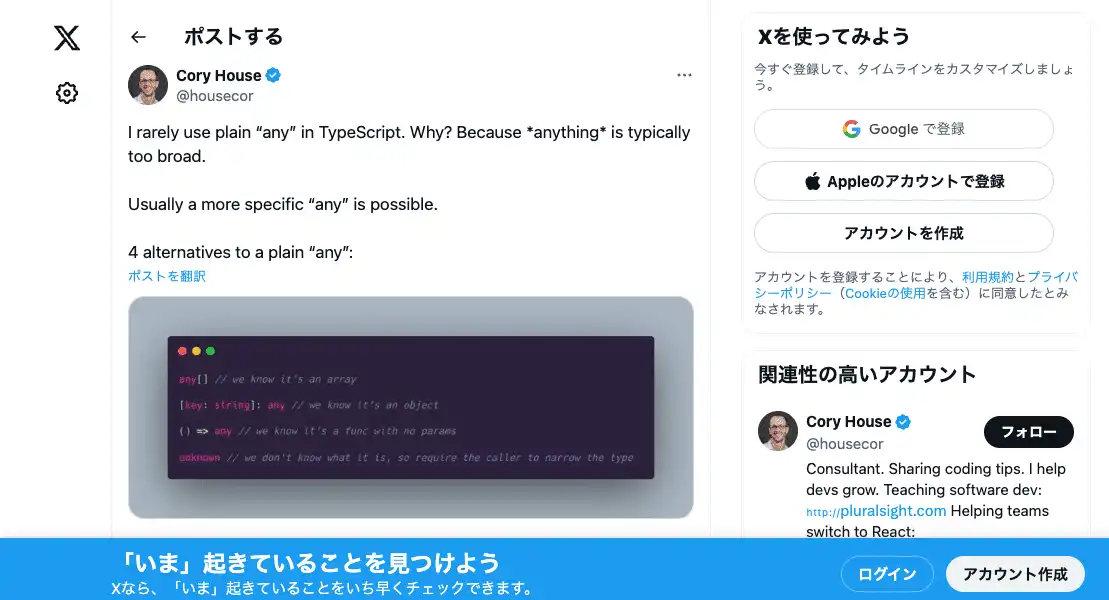 ポストする
Cory House
@housecor
I rarely use plain “any” in TypeScript. Why? Because *anything* is typically
too broad.
Usually a more specific “any” is possible.
4 alternatives to a plain “any”:
ポストを翻訳
any[] // we know it's an array
[key: string]: any // we know it's an object
() => any // we know it's a func with no params
unknown // we don't know what it is, so require the caller to narrow the type
Xを使ってみよう
今すぐ登録して、タイムラインをカスタマイズしましょ
う。
Google で登録
Appleのアカウントで登録
アカウントを作成
アカウントを登録することにより、利用規約とプライバ
シーポリシー（Cookieの使用を含む）に同意したとみ
なされます。
関連性の高いアカウント
Cory House
@housecor
フォロー
Consultant. Sharing coding tips. I help
devs grow. Teaching software dev:
http://pluralsight.com Helping teams
switch to React:
「いま」起きていることを見つけよう
Xなら、「いま」起きていることをいち早くチェックできます。
ログイン
アカウント作成